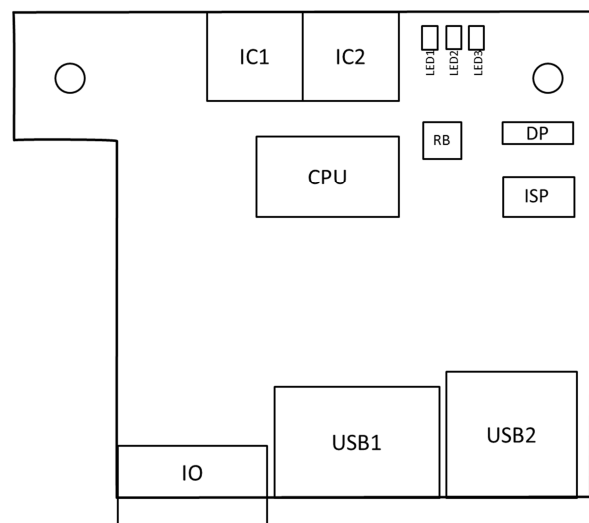 IC1
IC2
LED1
LED2
LED3
CPU
RB
DP
ISP
IO
USB1
USB2